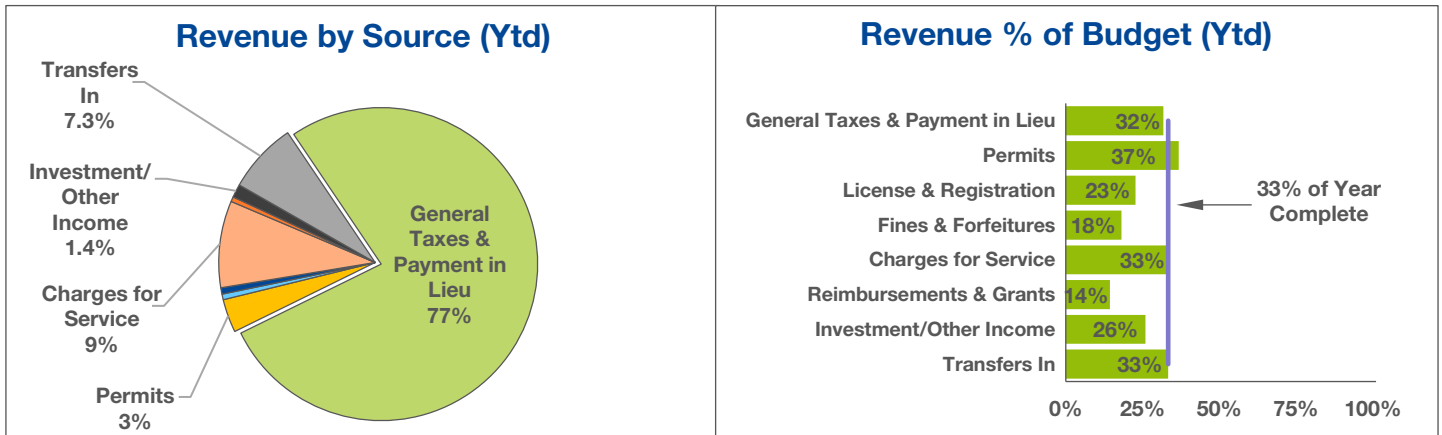 Revenue by Source (Ytd)
Transfers
In
7.3%
Investment/
Other
Income
1.4%
Charges for
Service
9%
Permits
3%
General
Taxes &
Payment in
Lieu
77%
Revenue % of Budget (Ytd)
General Taxes & Payment in Lieu 32%
Permits 37%
License & Registration 23%
Fines & Forfeitures 18%
Charges for Service 33%
Reimbursements & Grants 14%
Investment/Other Income 26%
Transfers In 33%
33% of Year
Complete
0% 25% 50% 75% 100%